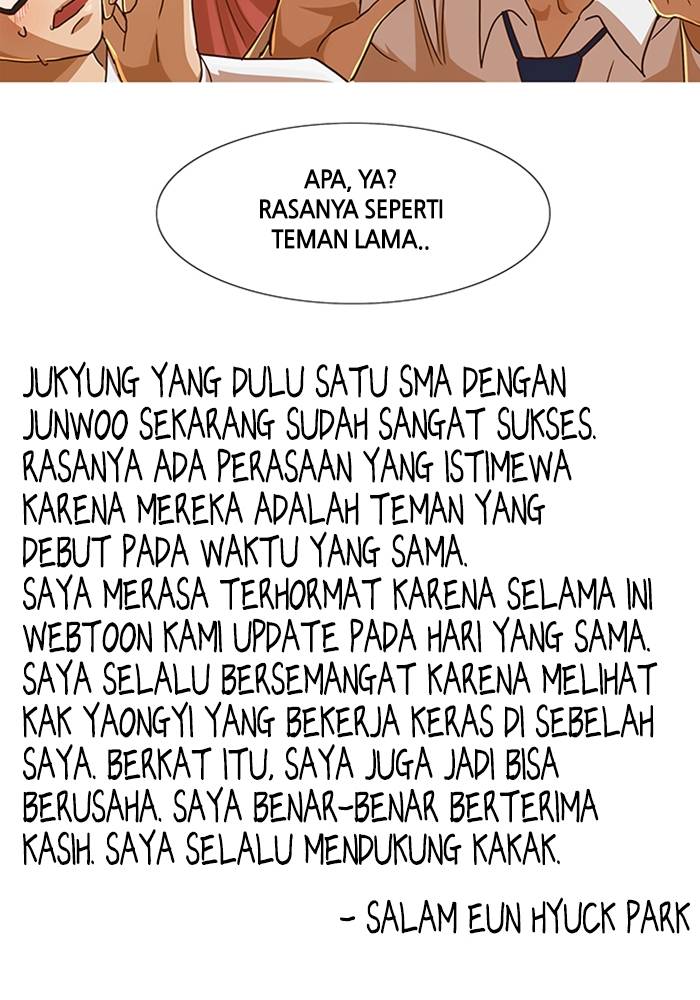 APA, YA?
RASANYA SEPERTI
TEMAN LAMA..
JUKYUNG YANG DULU SATU SMA DENGAN
JUNWOO SEKARANG SUDAH SANGAT SUKSES.
RASANYA ADA PERASAAN YANG ISTIMEWA
KARENA MEREKA ADALAH TEMAN YANG
DEBUT PADA WAKTU YANG SAMA.
SAYA MERASA TERHORMAT KARENA SELAMA INI
WEBTOON KAMI UPDATE PADA HARI YANG SAMA.
SAYA SELALU BERSEMANGAT KARENA MELIHAT
KAK YAONGYI YANG BEKERJA KERAS DI SEBELAH
SAYA. BERKAT ITU, SAYA JUGA JADI BISA
BERUSAHA. SAYA BENAR-BENAR BERTERIMA
KASIH. SAYA SELALU MENDUKUNG KAKAK.
- SALAM EUN HYUCK PARK